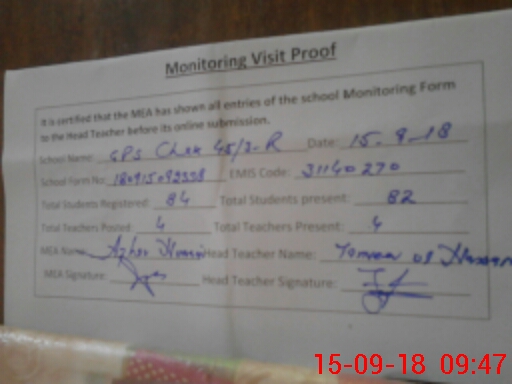 Monitoring Visit Proof
It is certified that the MEA has shown all entries of the school Monitoring Form
to the Head Teacher before its online submission.
School Name: GPS Chak 45/2-R Date: 15.9.18
School Form No: 180915092338 EMIS Code: 31140270
Total Students Registered: 84 Total Students present: 82
Total Teachers Posted: 4 Total Teachers Present: 4
MEA Name: Azhar Head Teacher Name:
MEA Signature: Head Teacher Signature:
15-09-18 09:47